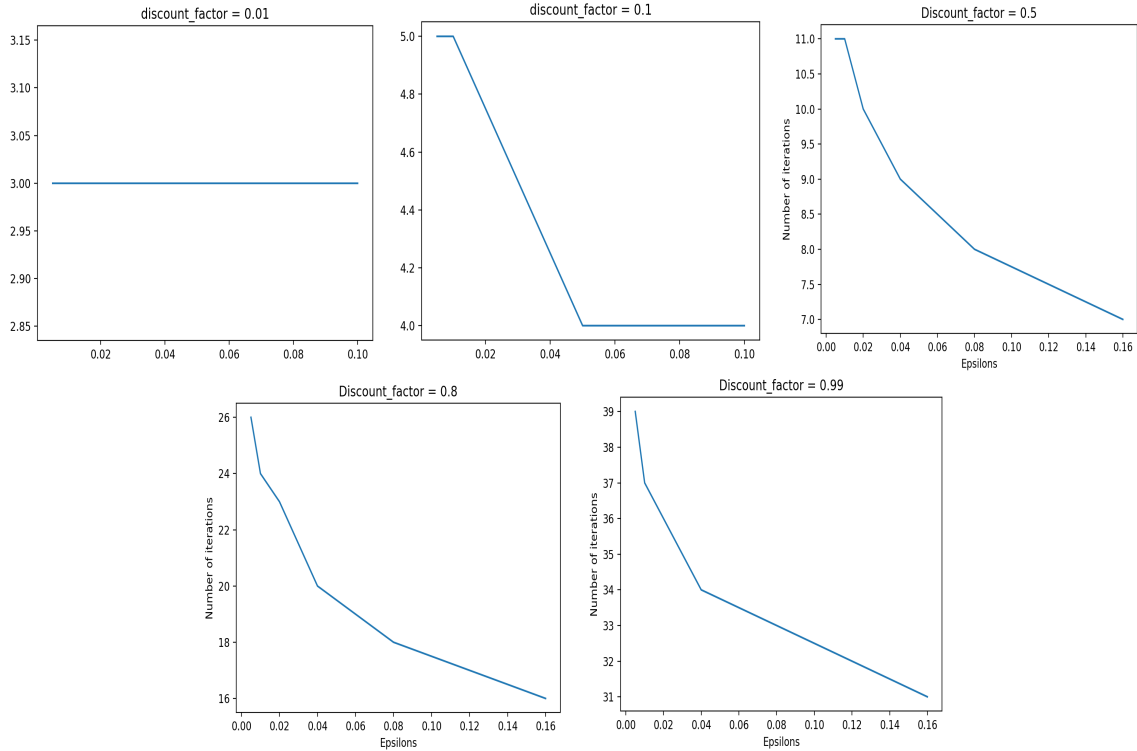 discount_factor = 0.01
3.15
3.10
3.05
3.00
2.95
2.90
2.85
0.02 0.04 0.06 0.08 0.10
discount_factor = 0.1
5.0
4.8
4.6
4.4
4.2
4.0
0.02 0.04 0.06 0.08 0.10
Discount_factor = 0.5
Number of iterations
11.0
10.5
10.0
9.5
9.0
8.5
8.0
7.5
7.0
0.00 0.02 0.04 0.06 0.08 0.10 0.12 0.14 0.16
Epsilons
Discount_factor = 0.8
Number of iterations
26
24
22
20
18
16
0.00 0.02 0.04 0.06 0.08 0.10 0.12 0.14 0.16
Epsilons
Discount_factor = 0.99
Number of iterations
39
38
37
36
35
34
33
32
31
0.00 0.02 0.04 0.06 0.08 0.10 0.12 0.14 0.16
Epsilons